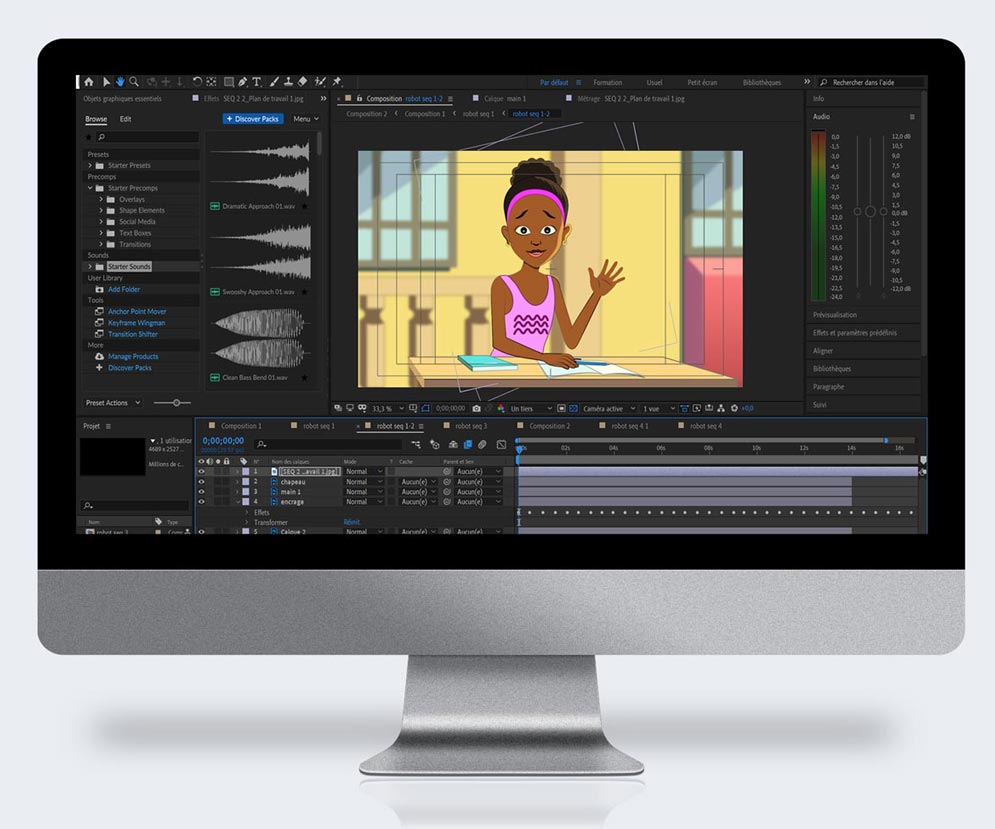 Par défaut
Formation
Usuel
Petit écran
Bibliothèques
Rechercher dans l'aide
Objets graphiques essentiels
Effets SEQ 2 2_Plan de travail 1.jpg
Composition robot seq 1-2
Calque main 1
Métrage SEQ 2 2_Plan de travail 1.jpg
Info
Browse Edit
+ Discover Packs
Menu
Composition 2 < Composition 1 < robot seq 1 < robot seq 1-2
Audio
Presets
Starter Presets
Precomps
Starter Precomps
Overlays
Shape Elements
Social Media
Text Boxes
Transitions
Sounds
Starter Sounds
User Library
Add Folder
Tools
Anchor Point Mover
Keyframe Wingman
Transition Shifter
More
Manage Products
Discover Packs
Preset Actions
Dramatic Approach 01.wav
Swooshy Approach 01.wav
Clean Bass Bend 01.wav
0,0
-1,5
-3,0
-4,5
-6,0
-7,5
-9,0
-10,5
-12,0
-13,5
-15,0
-16,5
-18,0
-19,5
-21,0
-22,5
-24,0
12,0 dB
10,5
9,0
7,5
6,0
4,5
3,0
1,5
0,0 dB
-1,5
-3,0
-4,5
-6,0
-7,5
-9,0
-10,5
-12,0 dB
Prévisualisation
Effets et paramètres prédéfinis
Aligner
Bibliothèques
Paragraphe
Suivi
33,3 %
0;00;00;00
Un tiers
Caméra active
1 vue
+0,0
Projet
, 1 utilisation
4689 x 2527...
Millions de c...
Nom
Type
robot seq 3
Composition 1
robot seq 1
robot seq 1-2
robot seq 3
Composition 2
robot seq 4 1
robot seq 4
0;00;00;00
02s 04s 06s 08s 10s 12s 14s 16s
N° Nom des calques Mode T Cache Parent et lien
1 [SEQ 2 ...avail 1.jpg] Normal Aucun(e)
2 chapeau Normal Aucun(e) Aucun(e)
3 main 1 Normal Aucun(e) Aucun(e)
4 encrage Normal Aucun(e) Aucun(e)
Effets
Transformer Réinit.
5 Calque 2 Normal Aucun(e) Aucun(e)